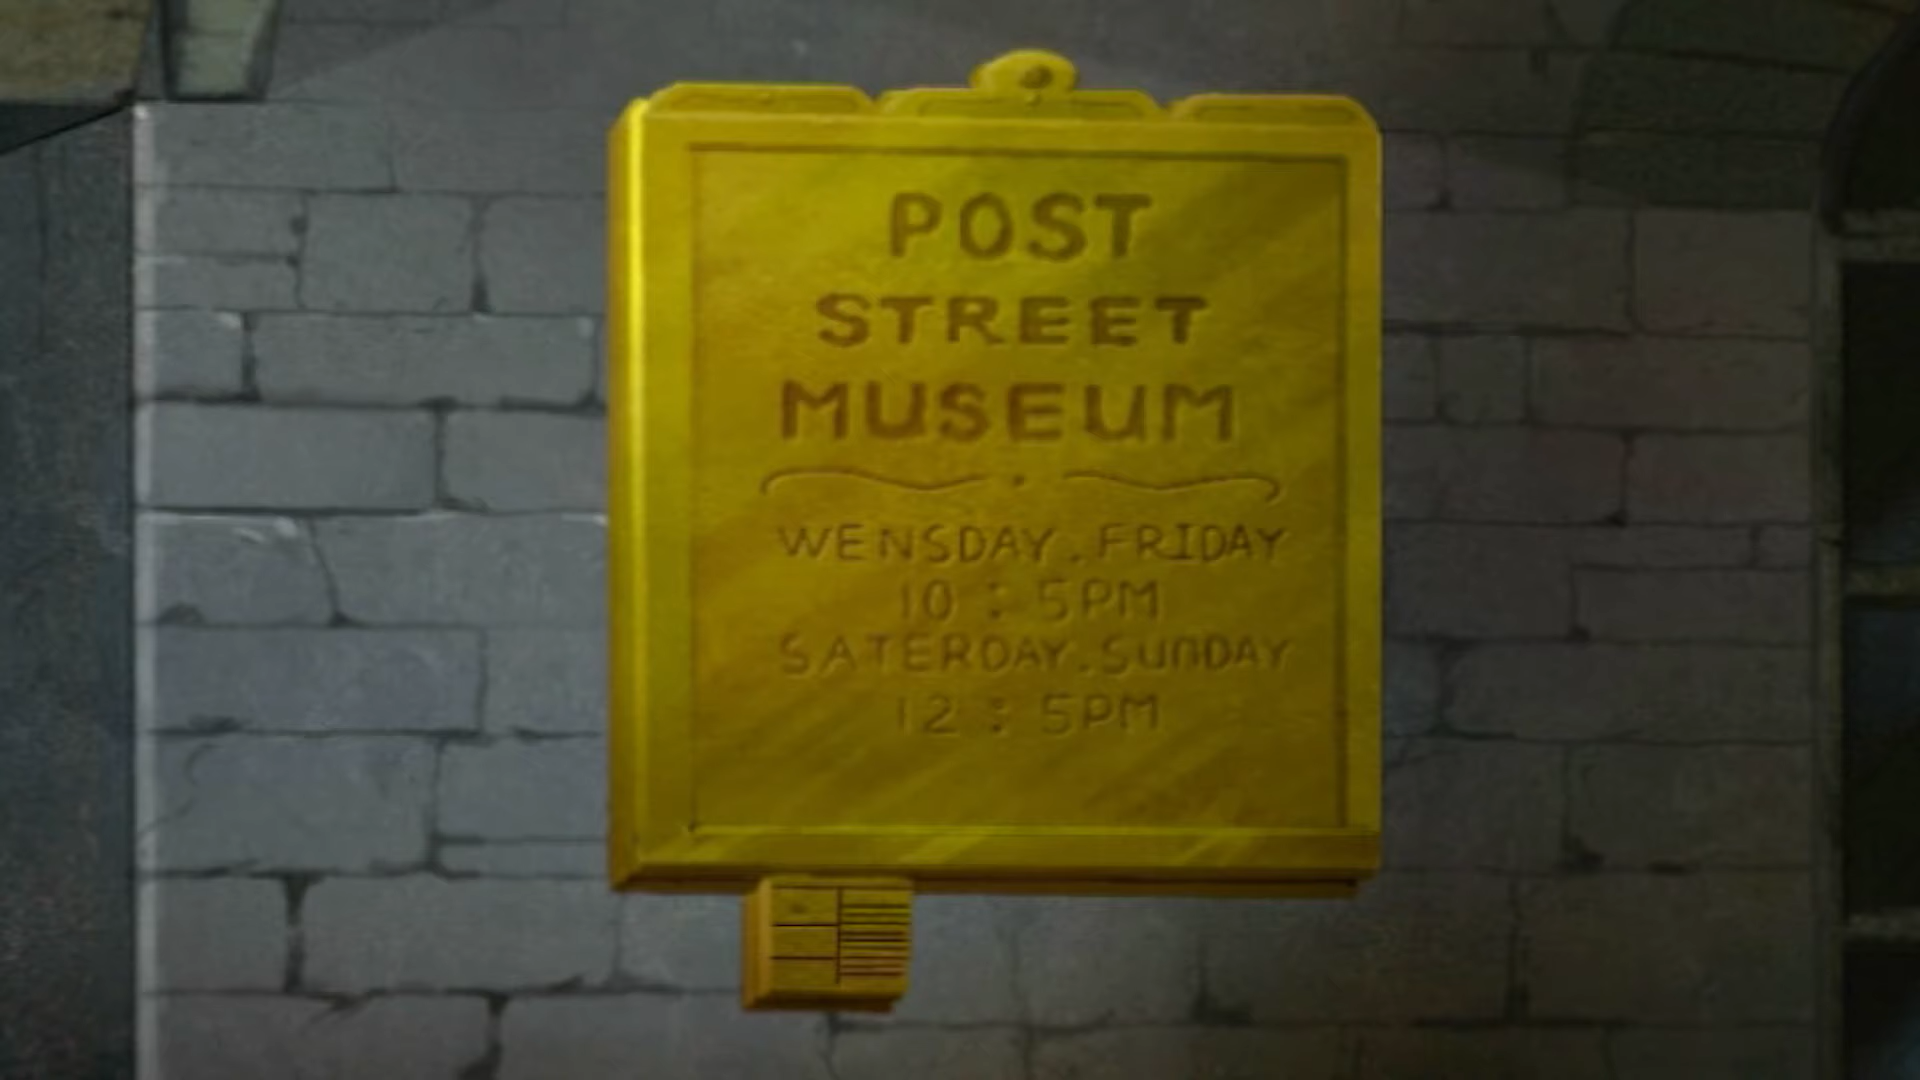 POST
STREET
MUSEUM
WENSDAY.FRIDAY
10 : 5PM
SATERDAY.SUNDAY
12 : 5PM